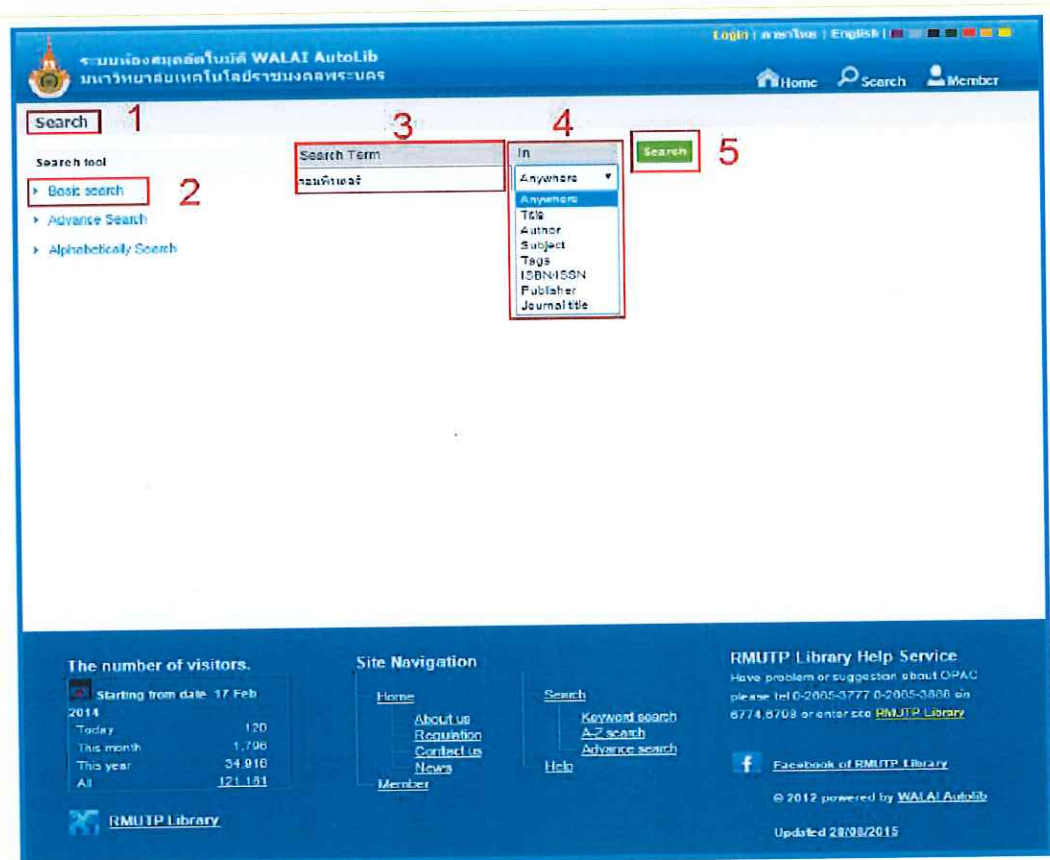 Login | ภาษาไทย | English |
ระบบห้องสมุดอัตโนมัติ WALAI AutoLib
มหาวิทยาลัยเทคโนโลยีราชมงคลพระนคร
Home Search Member
Search 1
3 4
Search tool
Search Term In Search 5
คอมพิวเตอร์ Anywhere
Basic search 2
Advance Search
Alphabetically Search
Anywhere
Title
Author
Subject
Tags
ISBN/ISSN
Publisher
Journal title
The number of visitors.
Starting from date 17 Feb
2014
Today 120
This month 1,796
This year 34,916
All 121,161
RMUTP Library
Site Navigation
Home
About us
Regulation
Contact us
News
Member
Search
Keyword search
A-Z search
Advance search
Help
RMUTP Library Help Service
Have problem or suggestion about OPAC
please tel 0-2665-3777 0-2665-3888
or enter site RMUTP Library
Facebook of RMUTP Library
© 2012 powered by WALAI Autolib
Updated 28/08/2015